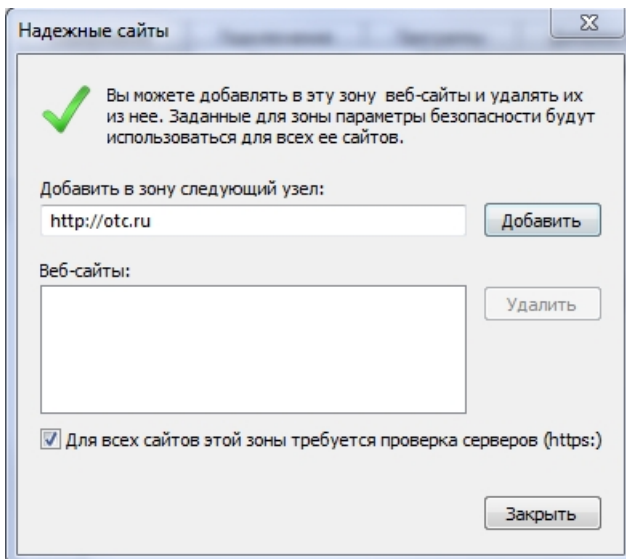 Надежные сайты
Вы можете добавлять в эту зону веб-сайты и удалять их
из нее. Заданные для зоны параметры безопасности будут
использоваться для всех ее сайтов.
Добавить в зону следующий узел:
http://otc.ru
Добавить
Веб-сайты:
Удалить
Для всех сайтов этой зоны требуется проверка серверов (https:)
Закрыть